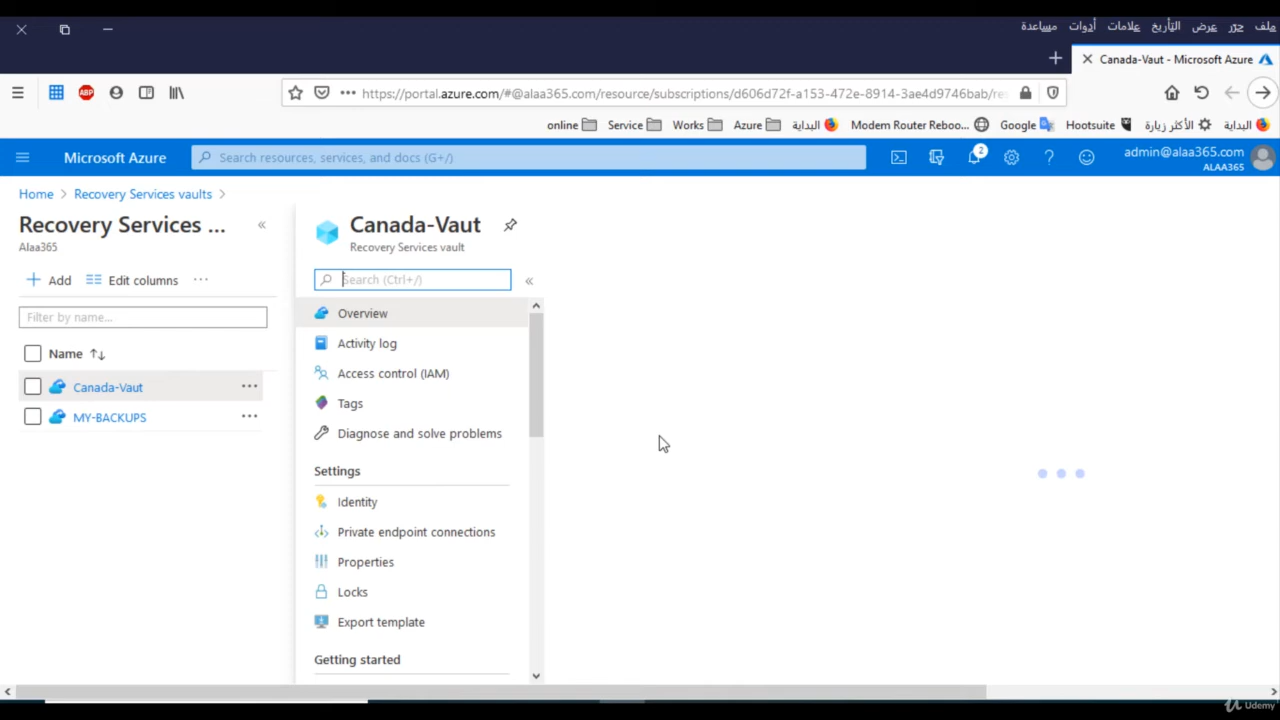 ملف حرّر عرض التأريخ علامات أدوات مساعدة
Canada-Vaut - Microsoft Azure
https://portal.azure.com/#@alaa365.com/resource/subscriptions/d606d72f-a153-472e-8914-3ae4d9746bab/re
online Service Works Azure البداية Modem Router Reboo... Google Hootsuite الأكثر زيارة البداية
ABP
Microsoft Azure
Search resources, services, and docs (G+/)
2
admin@alaa365.com
ALAA365
Home > Recovery Services vaults >
Recovery Services ...
Alaa365
+ Add Edit columns ...
Filter by name...
Name
Canada-Vaut ...
MY-BACKUPS ...
Canada-Vaut
Recovery Services vault
Search (Ctrl+/)
Overview
Activity log
Access control (IAM)
Tags
Diagnose and solve problems
Settings
Identity
Private endpoint connections
Properties
Locks
Export template
Getting started
Udemy